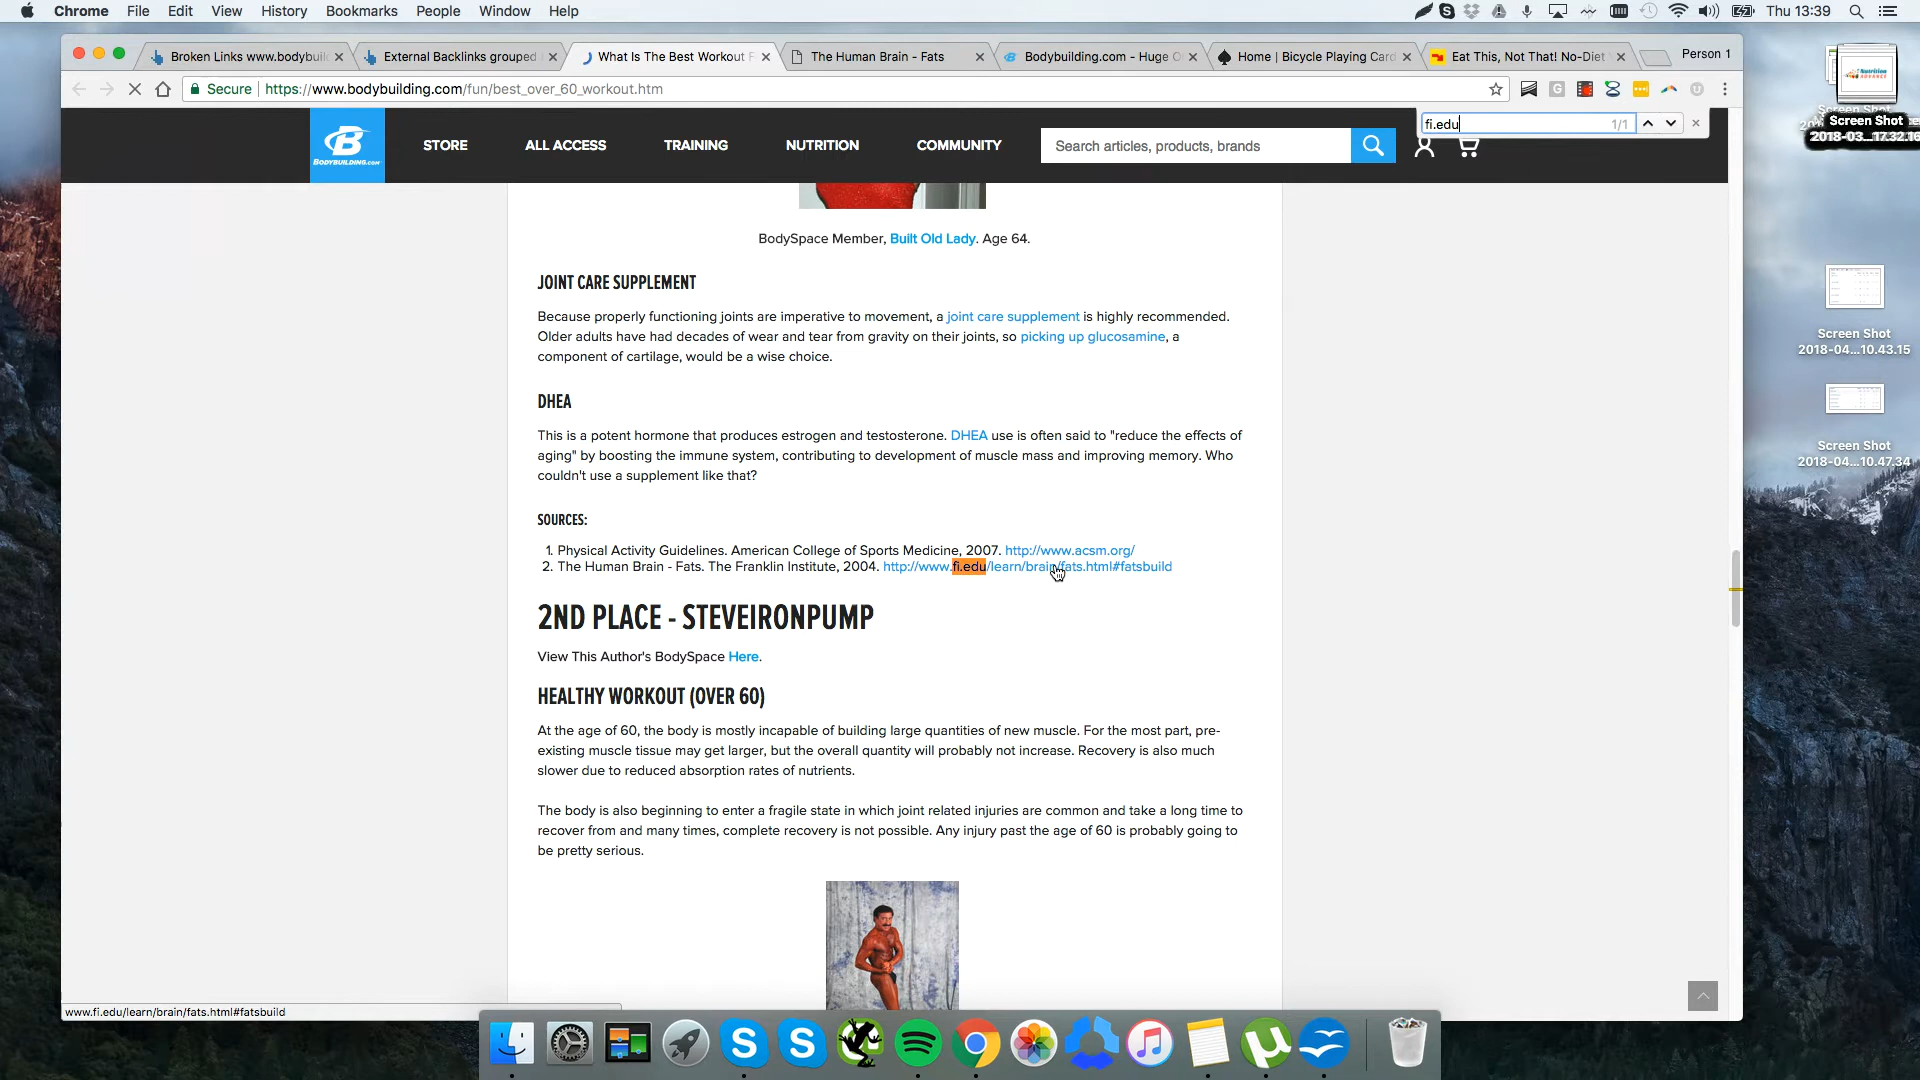 Chrome File Edit View History Bookmarks People Window Help Thu 13:39
Broken Links www.bodybuil External Backlinks grouped What Is The Best Workout F The Human Brain - Fats Bodybuilding.com - Huge O Home | Bicycle Playing Card Eat This, Not That! No-Diet Person 1
Secure https://www.bodybuilding.com/fun/best_over_60_workout.htm
fi.edu 1/1
B
BODYBUILDING.com
STORE ALL ACCESS TRAINING NUTRITION COMMUNITY Search articles, products, brands
BodySpace Member, Built Old Lady. Age 64.
JOINT CARE SUPPLEMENT
Because properly functioning joints are imperative to movement, a joint care supplement is highly recommended.
Older adults have had decades of wear and tear from gravity on their joints, so picking up glucosamine, a
component of cartilage, would be a wise choice.
DHEA
This is a potent hormone that produces estrogen and testosterone. DHEA use is often said to "reduce the effects of
aging" by boosting the immune system, contributing to development of muscle mass and improving memory. Who
couldn't use a supplement like that?
SOURCES:
1. Physical Activity Guidelines. American College of Sports Medicine, 2007. http://www.acsm.org/
2. The Human Brain - Fats. The Franklin Institute, 2004. http://www.fi.edu/learn/brain/fats.html#fatsbuild
2ND PLACE - STEVEIRONPUMP
View This Author's BodySpace Here.
HEALTHY WORKOUT (OVER 60)
At the age of 60, the body is mostly incapable of building large quantities of new muscle. For the most part, pre-
existing muscle tissue may get larger, but the overall quantity will probably not increase. Recovery is also much
slower due to reduced absorption rates of nutrients.
The body is also beginning to enter a fragile state in which joint related injuries are common and take a long time to
recover from and many times, complete recovery is not possible. Any injury past the age of 60 is probably going to
be pretty serious.
www.fi.edu/learn/brain/fats.html#fatsbuild
Screen Shot
2018-03...17.32.16
Screen Shot
2018-04...10.43.15
Screen Shot
2018-04...10.47.34